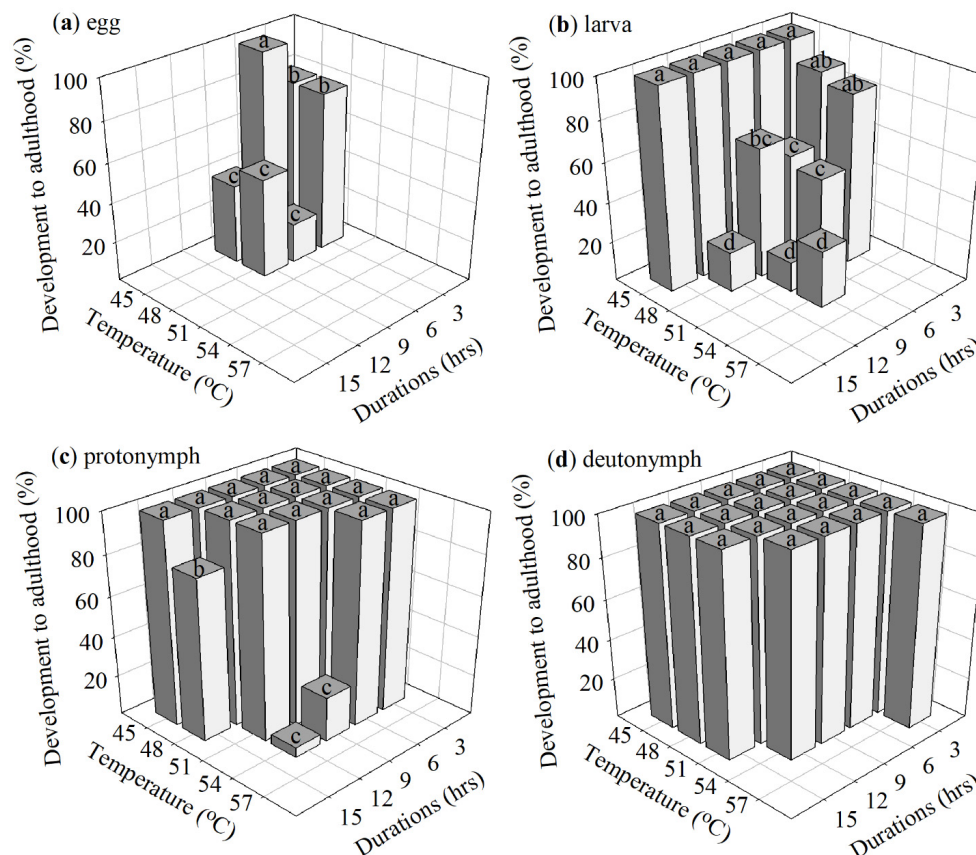 (a) egg
Development to adulthood (%)
100
80
60
40
20
a
b
b
c
c
c
45
48
51
54
57
Temperature (ºC)
15
12
9
6
3
Durations (hrs)
(b) larva
Development to adulthood (%)
100
80
60
40
20
a
a
a
a
a
ab
ab
bc
c
c
d
d
d
45
48
51
54
57
Temperature (ºC)
15
12
9
6
3
Durations (hrs)
(c) protonymph
Development to adulthood (%)
100
80
60
40
20
a
a a
a a a
a a a a
a a a a
a
b
c
c
45
48
51
54
57
Temperature (ºC)
15
12
9
6
3
Durations (hrs)
(d) deutonymph
Development to adulthood (%)
100
80
60
40
20
a
a a
a a a
a a a a
a a a a a
a a a
a a
45
48
51
54
57
Temperature (ºC)
15
12
9
6
3
Durations (hrs)